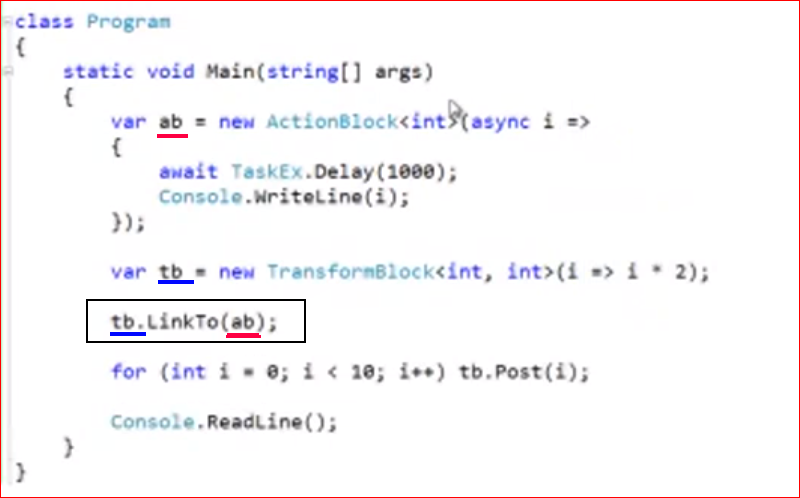 class Program
{
static void Main(string[] args)
{
var ab = new ActionBlock<int>(async i =>
{
await TaskEx.Delay(1000);
Console.WriteLine(i);
});
var tb = new TransformBlock<int, int>(i => i * 2);
tb.LinkTo(ab);
for (int i = 0; i < 10; i++) tb.Post(i);
Console.ReadLine();
}
}